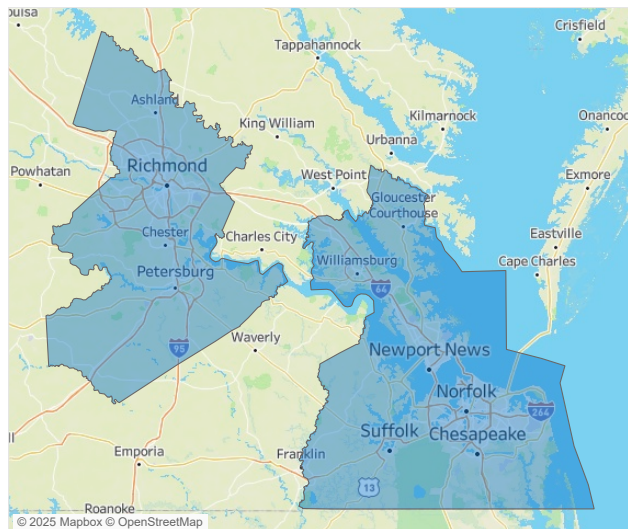 ouisa
Crisfield
Tappahannock
Ashland
Onancoc
King William
Kilmarnock
Urbanna
Richmond
Powhatan
West Point
Exmore
Gloucester
Courthouse
Chester
Charles City
Eastville
Williamsburg
Cape Charles
Petersburg
64
Waverly
95
Newport News
Norfolk
264
Suffolk
Chesapeake
Emporia
Franklin
ll
13
Roanoke
© 2025 Mapbox © OpenStreetMap